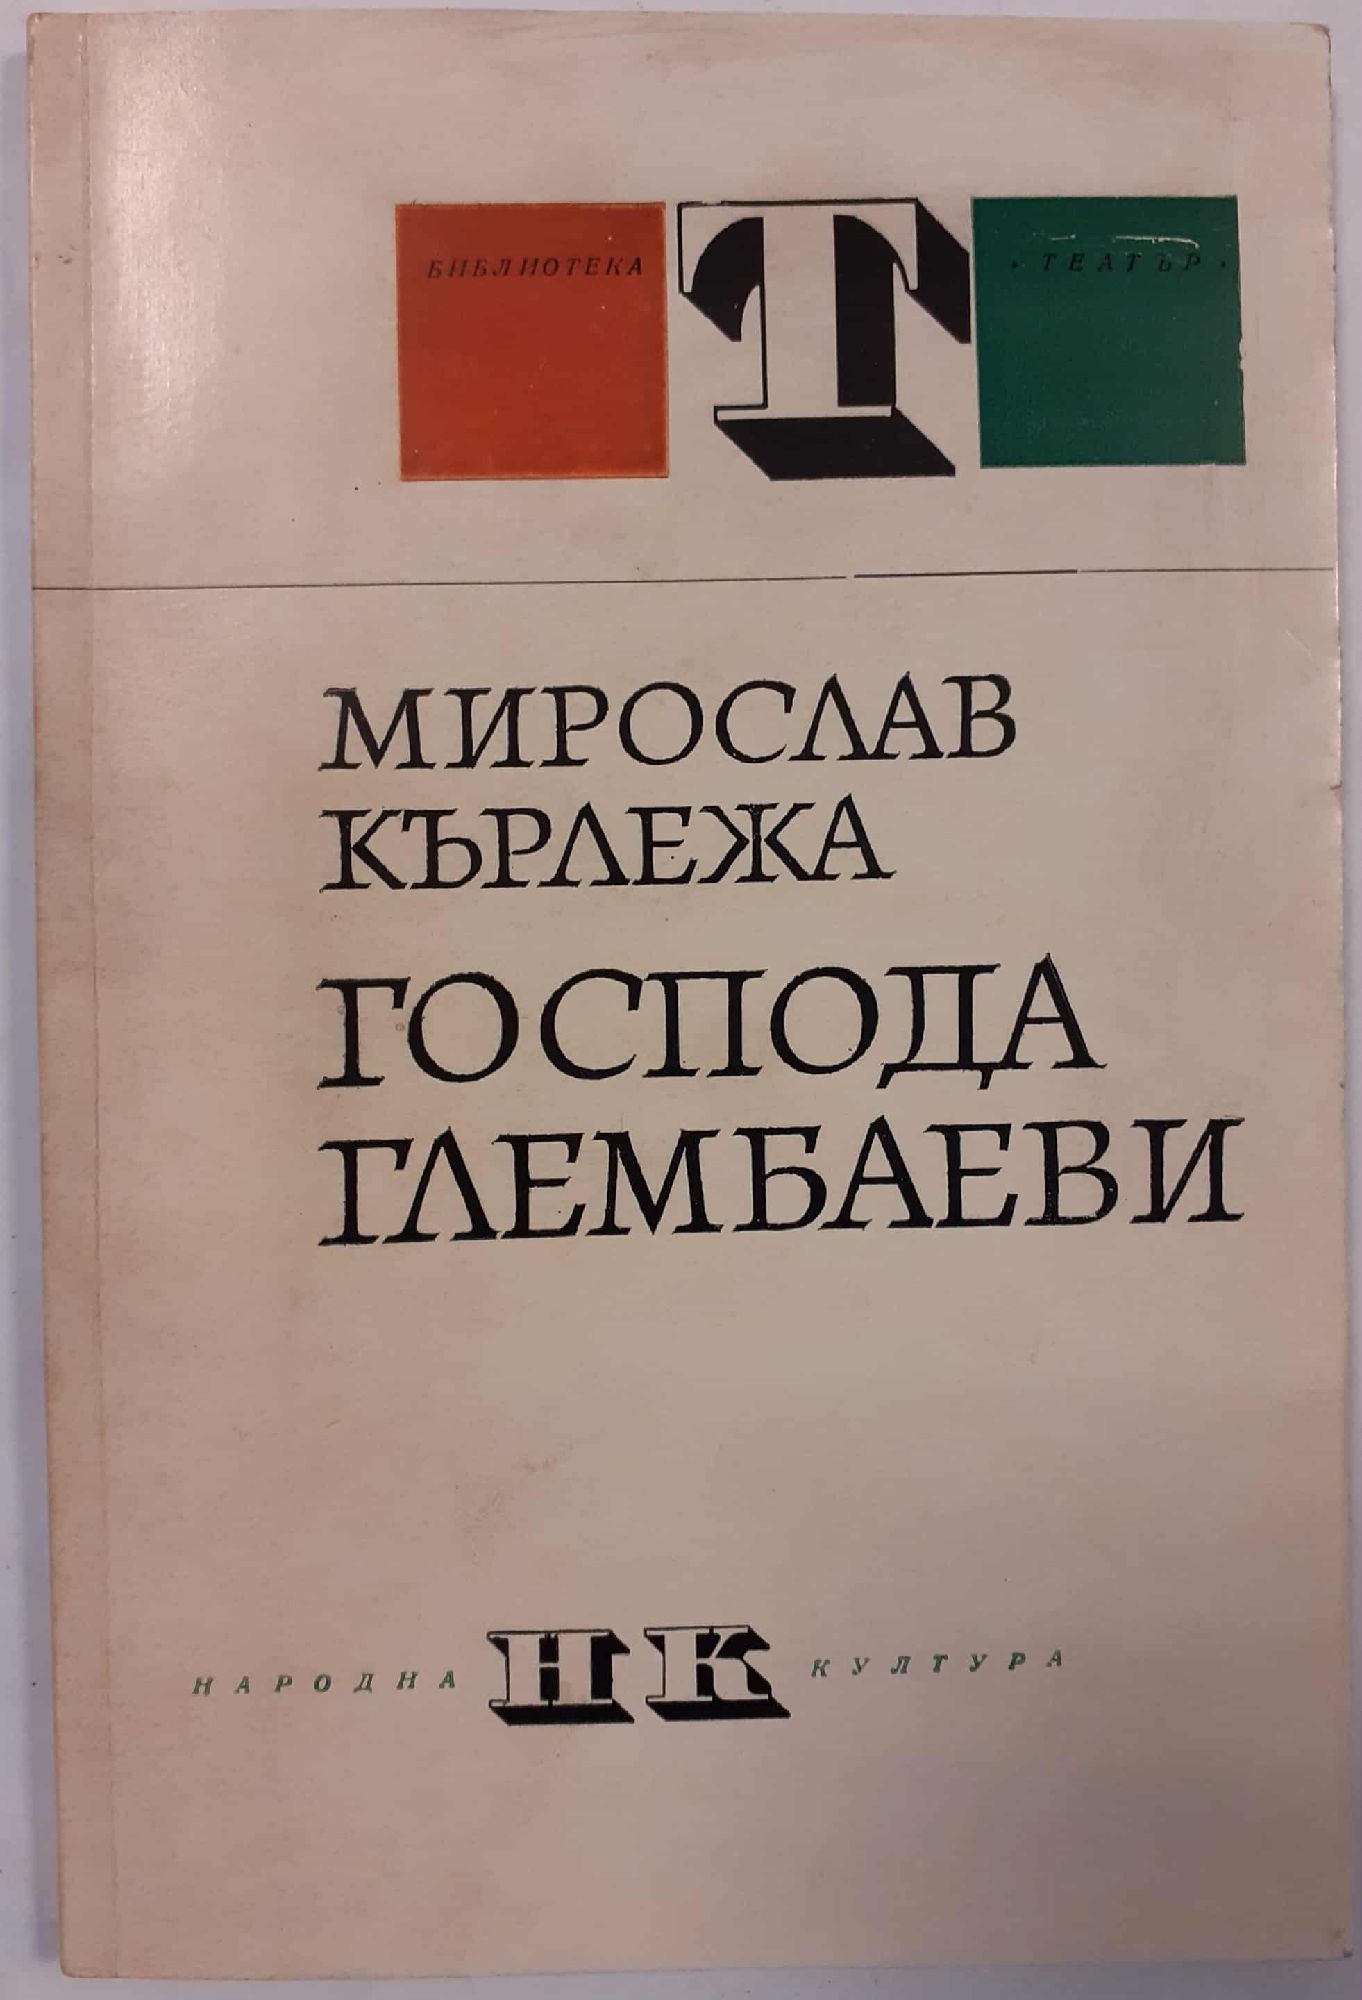 БИБЛИОТЕКА Т • ТЕАТЪР •
МИРОСЛАВ
КЪРЛЕЖА
ГОСПОДА
ГЛЕМБАЕВИ
НАРОДНА НК КУЛТУРА